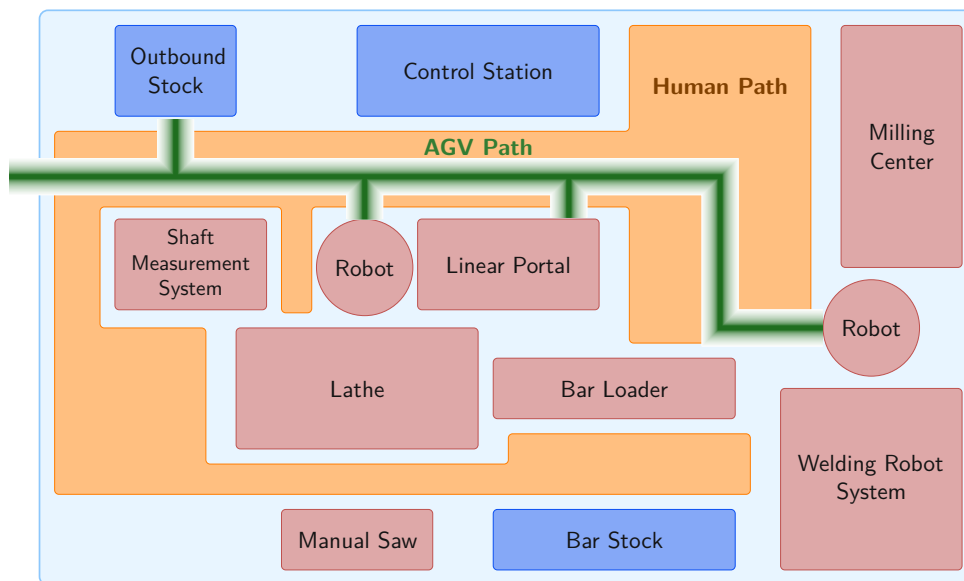 Outbound
Stock
Control Station
Human Path
Milling
Center
AGV Path
Shaft
Measurement
System
Robot
Linear Portal
Robot
Lathe
Bar Loader
Welding Robot
System
Manual Saw
Bar Stock